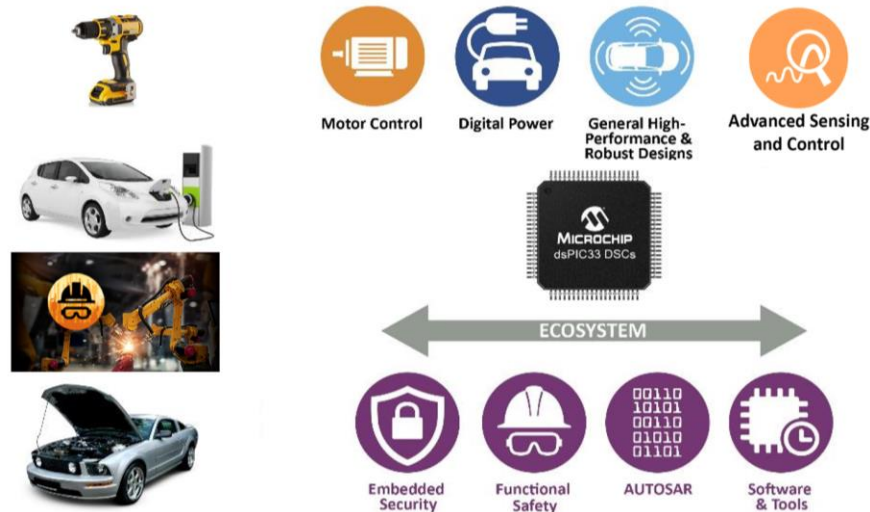 Motor Control
Digital Power
General High-
Performance &
Robust Designs
Advanced Sensing
and Control
MICROCHIP
dsPIC33 DSCs
ECOSYSTEM
00110
10101
00110
01010
01101
Embedded
Security
Functional
Safety
AUTOSAR
Software
& Tools